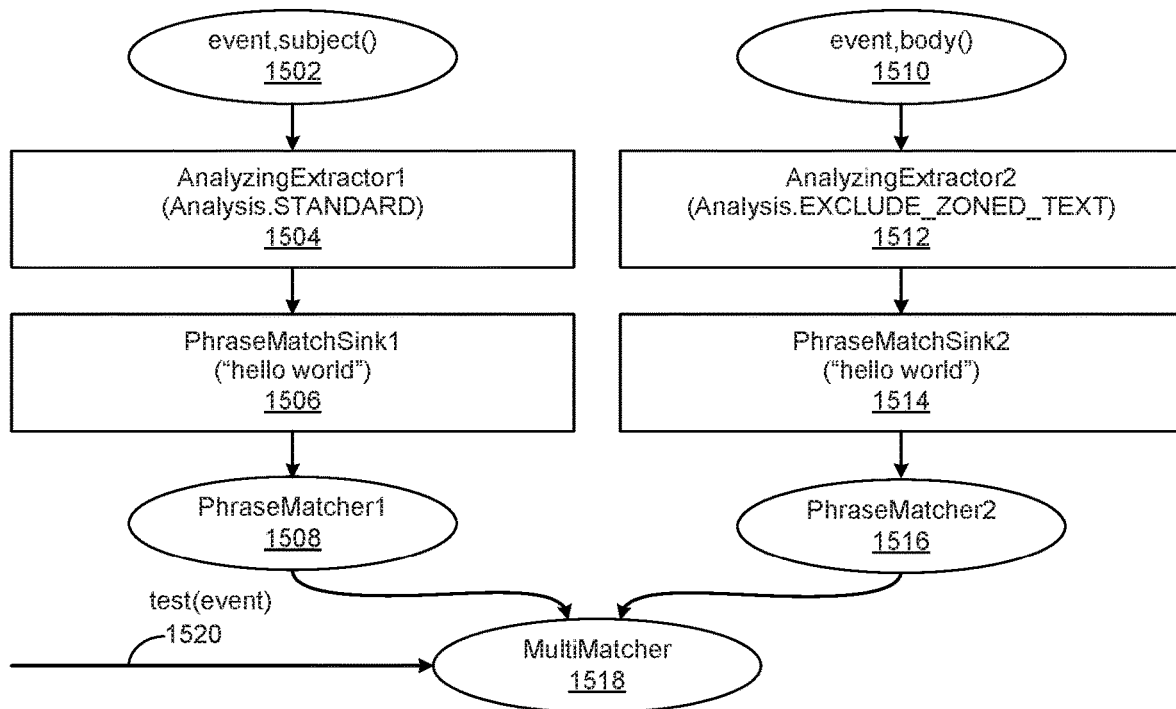 event,subject()
1502
AnalyzingExtractor1
(Analysis.STANDARD)
1504
PhraseMatchSink1
("hello world")
1506
PhraseMatcher1
1508
event,body()
1510
AnalyzingExtractor2
(Analysis.EXCLUDE_ZONED_TEXT)
1512
PhraseMatchSink2
("hello world")
1514
PhraseMatcher2
1516
test(event)
1520
MultiMatcher
1518